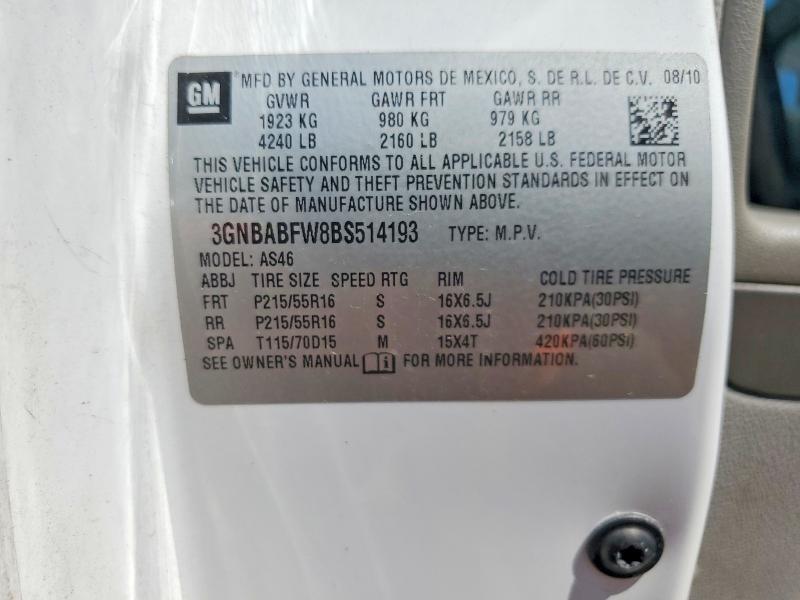 GM MFD BY GENERAL MOTORS DE MEXICO, S. DE R.L. DE C.V. 08/10
GVWR GAWR FRT GAWR RR
1923 KG 980 KG 979 KG
4240 LB 2160 LB 2158 LB
THIS VEHICLE CONFORMS TO ALL APPLICABLE U.S. FEDERAL MOTOR
VEHICLE SAFETY AND THEFT PREVENTION STANDARDS IN EFFECT ON
THE DATE OF MANUFACTURE SHOWN ABOVE.
3GNBABFW8BS514193 TYPE: M.P.V.
MODEL: AS46
ABBJ TIRE SIZE SPEED RTG RIM COLD TIRE PRESSURE
FRT P215/55R16 S 16X6.5J 210KPA(30PSI)
RR P215/55R16 S 16X6.5J 210KPA(30PSI)
SPA T115/70D15 M 15X4T 420KPA(60PSI)
SEE OWNER'S MANUAL FOR MORE INFORMATION.